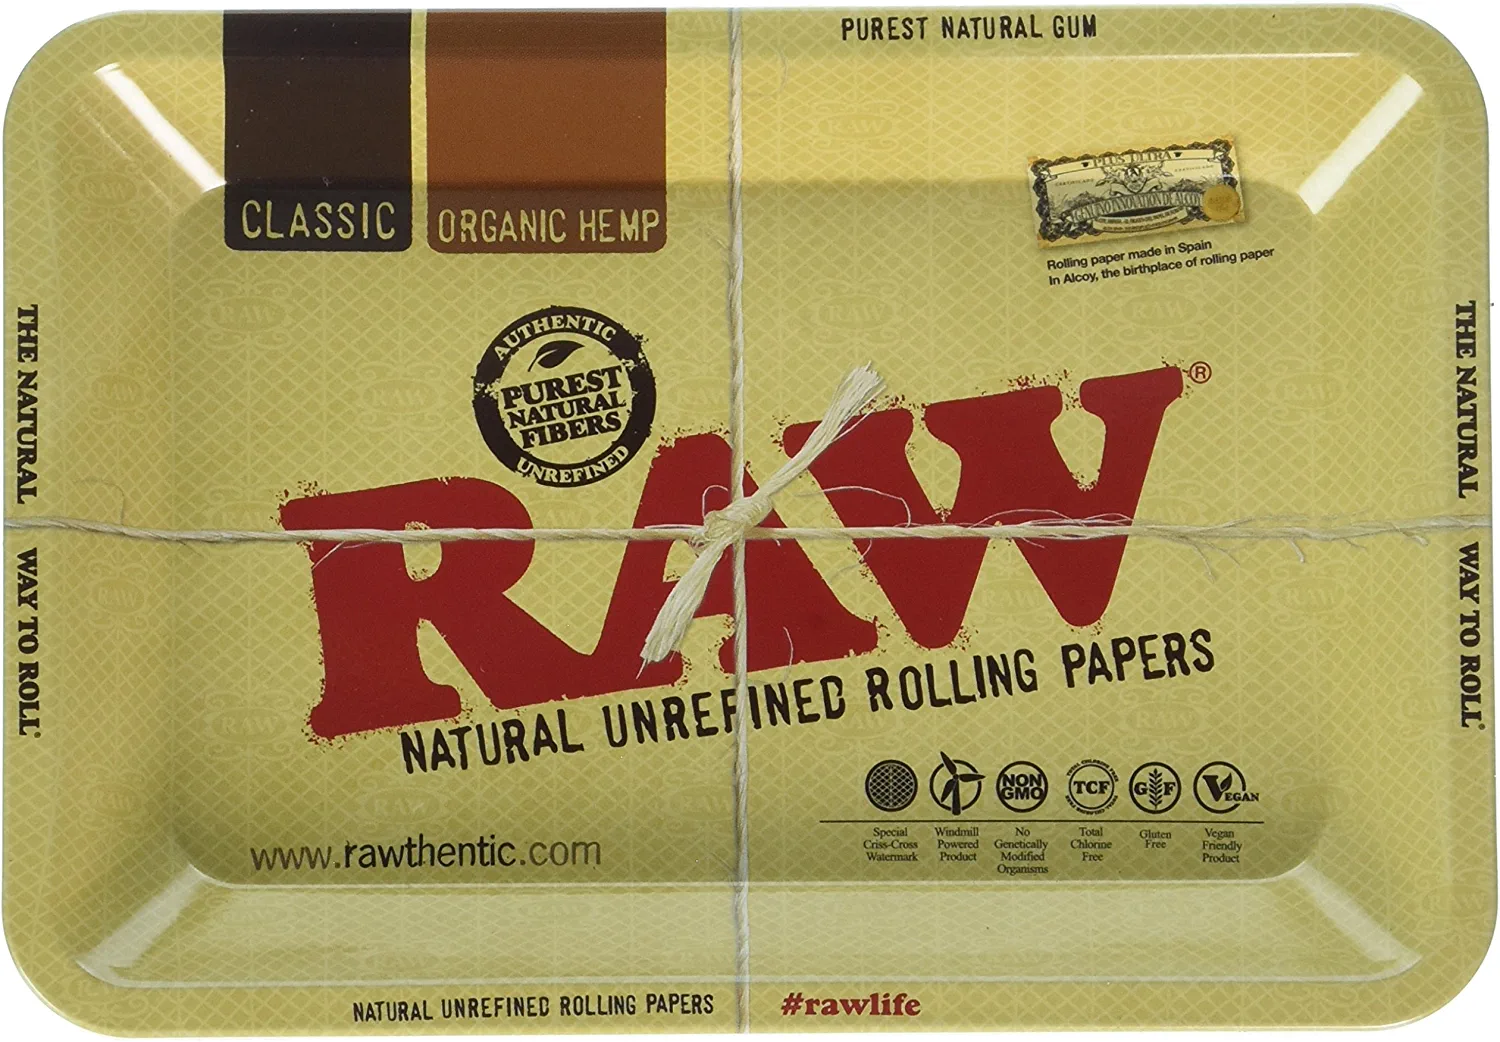 PUREST NATURAL GUM
CLASSIC
ORGANIC HEMP
PLUS ULTRA
Rolling paper made in Spain
In Alcoy, the birthplace of rolling paper
AUTHENTIC
PUREST
NATURAL
FIBERS
UNREFINED
RAW®
NATURAL UNREFINED ROLLING PAPERS
THE NATURAL WAY TO ROLL
THE NATURAL WAY TO ROLL
NON
GMO
TCF
GF
VEGAN
Special
Criss-Cross
Watermark
Windmill
Powered
Product
No
Genetically
Modified
Organisms
Total
Chlorine
Free
Gluten
Free
Vegan
Friendly
Product
www.rawthentic.com
NATURAL UNREFINED ROLLING PAPERS
#rawlife